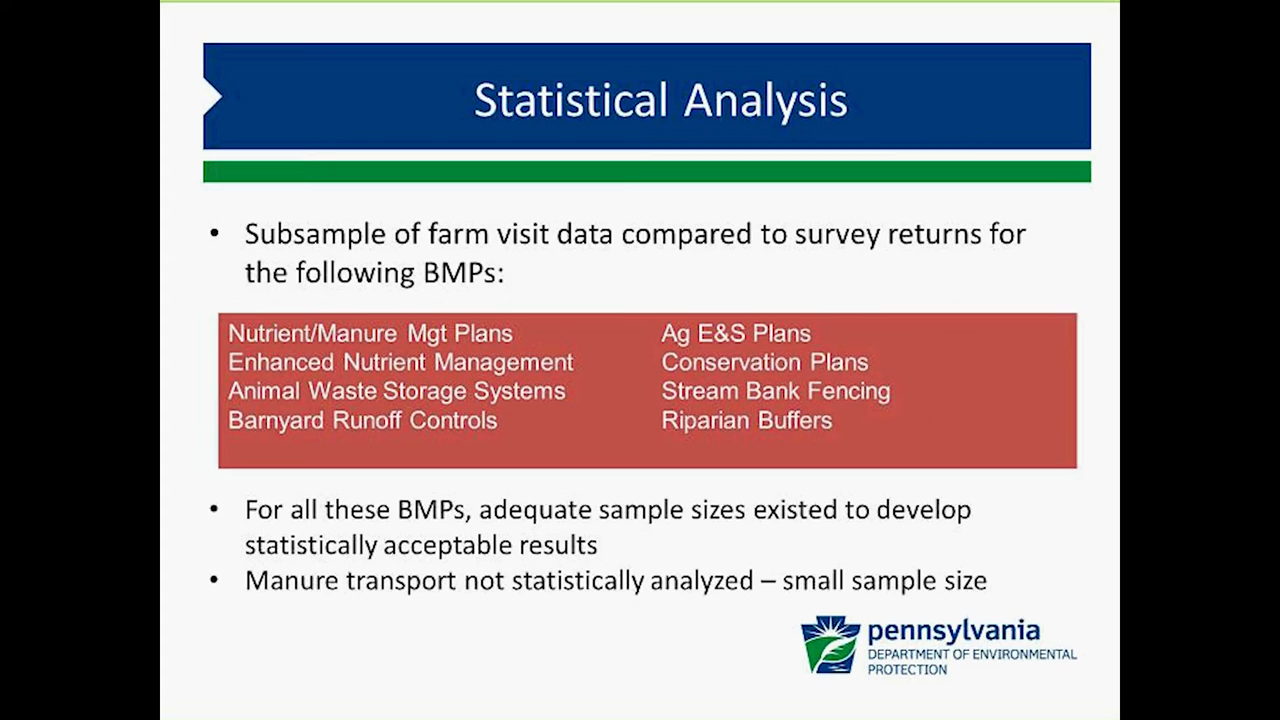 Statistical Analysis
• Subsample of farm visit data compared to survey returns for
the following BMPs:
Nutrient/Manure Mgt Plans
Enhanced Nutrient Management
Animal Waste Storage Systems
Barnyard Runoff Controls
Ag E&S Plans
Conservation Plans
Stream Bank Fencing
Riparian Buffers
• For all these BMPs, adequate sample sizes existed to develop
statistically acceptable results
• Manure transport not statistically analyzed – small sample size
pennsylvania
DEPARTMENT OF ENVIRONMENTAL
PROTECTION